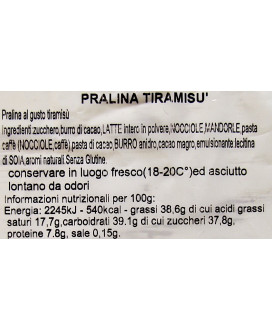 PRALINA TIRAMISU'
Pralina al gusto tiramisù
Ingredienti:zucchero,burro di cacao,LATTE intero in polvere,NOCCIOLE,MANDORLE,pasta
caffè (NOCCIOLE,caffè),pasta di cacao,BURRO anidro,cacao magro,emulsionante,lecitina
di SOIA,aromi naturali.Senza Glutine.
conservare in luogo fresco(18-20C°)ed asciutto
lontano da odori
Informazioni nutrizionali per 100g:
Energia: 2245kJ - 540kcal - grassi 38,6g di cui acidi grassi
saturi 17,7g,carboidrati 39.1g di cui zuccheri 37,8g,
proteine 7.8g, sale 0,15g.